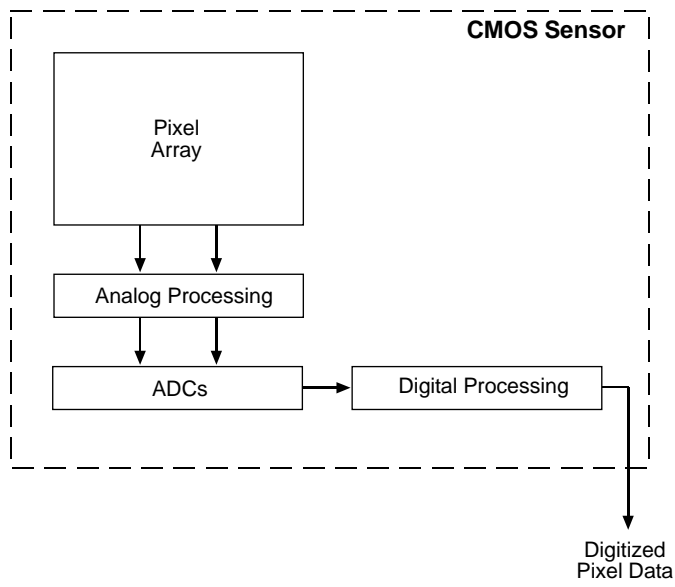 CMOS Sensor
Pixel
Array
Analog Processing
ADCs
Digital Processing
Digitized
Pixel Data